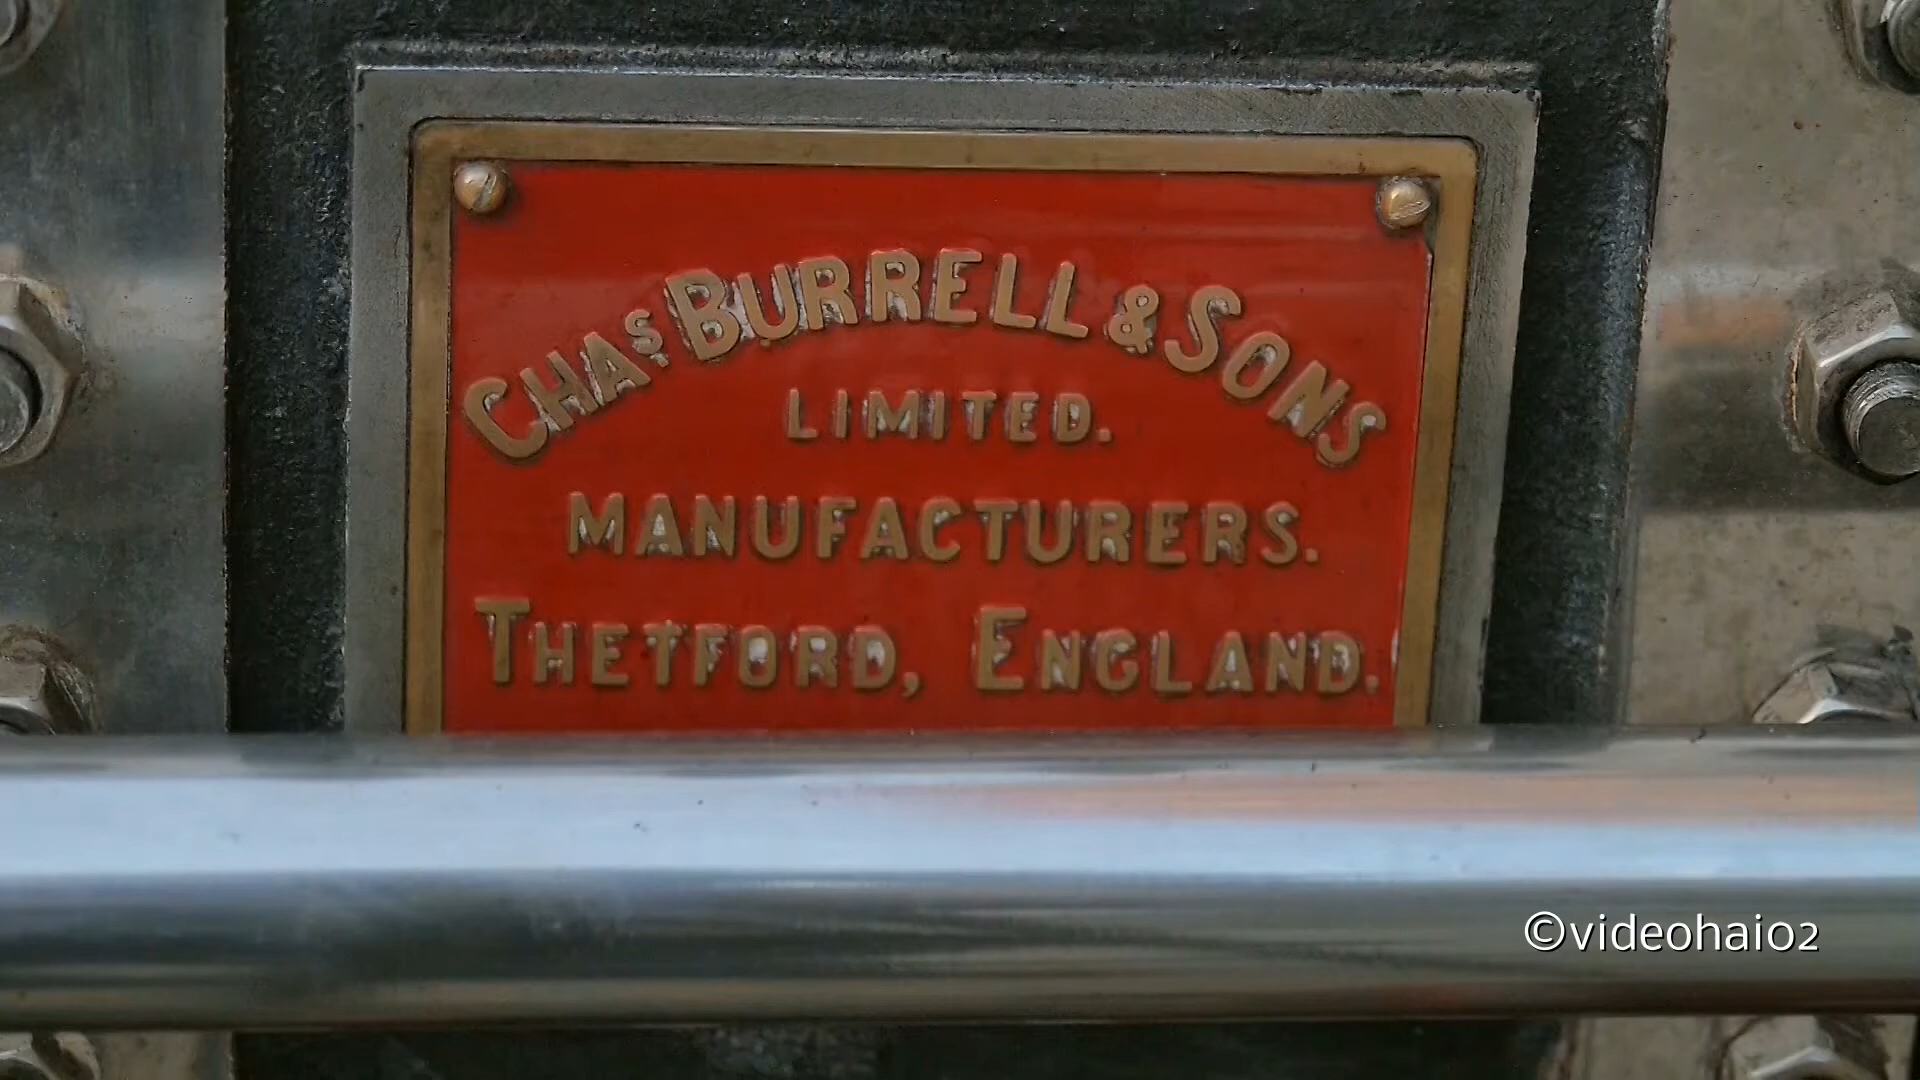 CHAS BURRELL & SONS
LIMITED.
MANUFACTURERS.
THETFORD, ENGLAND.
©videohai02